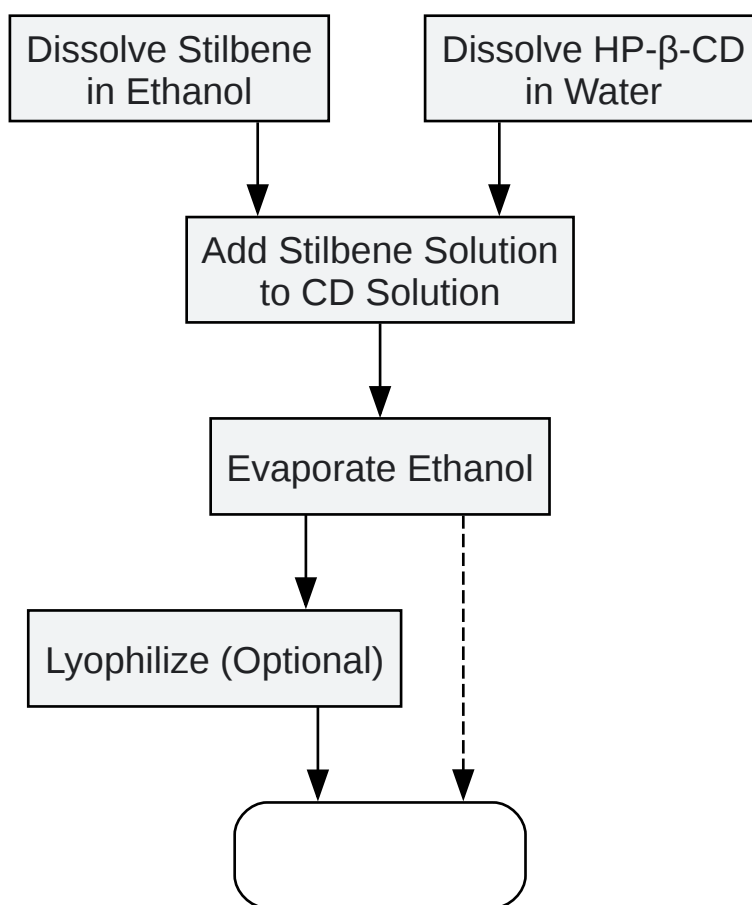 Dissolve Stilbene
in Ethanol
Dissolve HP-β-CD
in Water
Add Stilbene Solution
to CD Solution
Evaporate Ethanol
Lyophilize (Optional)